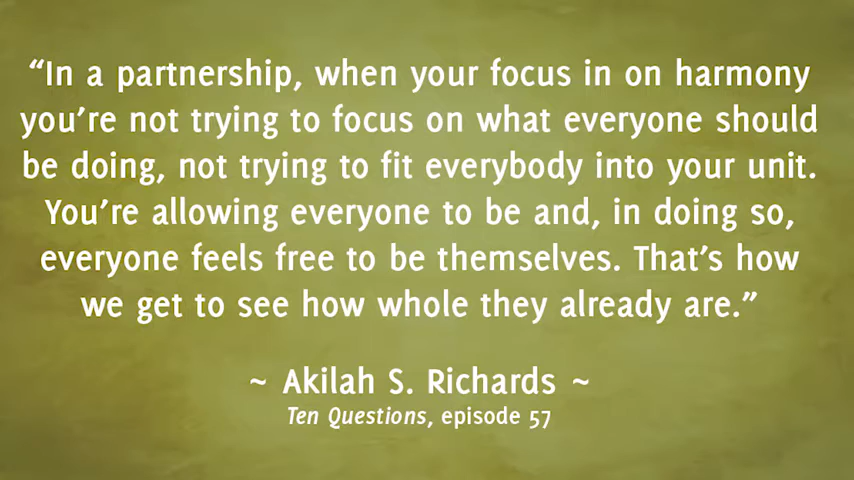 “In a partnership, when your focus in on harmony
you’re not trying to focus on what everyone should
be doing, not trying to fit everybody into your unit.
You’re allowing everyone to be and, in doing so,
everyone feels free to be themselves. That’s how
we get to see how whole they already are.”
~ Akilah S. Richards ~
Ten Questions, episode 57